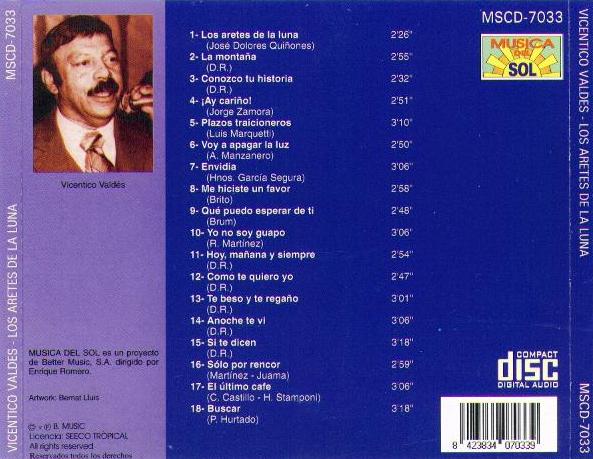 MSCD-7033
VICENTICO VALDES - LOS ARETES DE LA LUNA
Vicentico Valdés
MUSICA DEL SOL es un proyecto
de Better Music, S.A. dirigido por
Enrique Romero.
Artwork: Bernat Lluis
© y ℗ B. MUSIC
Licencia: SEECO TROPICAL
All rights reserved
Reservados todos los derechos
1- Los aretes de la luna 2'26"
(José Dolores Quiñones)
2- La montaña 2'55"
(D.R.)
3- Conozco tu historia 2'32"
(D.R.)
4- ¡Ay cariño! 2'51"
(Jorge Zamora)
5- Plazos traicioneros 3'10"
(Luis Marquetti)
6- Voy a apagar la luz 2'50"
(A. Manzanero)
7- Envidia 3'06"
(Hnos. García Segura)
8- Me hiciste un favor 2'58"
(Brito)
9- Qué puedo esperar de ti 2'48"
(Brum)
10- Yo no soy guapo 3'06"
(R. Martínez)
11- Hoy, mañana y siempre 2'54"
(D.R.)
12- Como te quiero yo 2'47"
(D.R.)
13- Te beso y te regaño 3'01"
(D.R.)
14- Anoche te vi 3'06"
(D.R.)
15- Si te dicen 3'18"
(D.R.)
16- Sólo por rencor 2'59"
(Martínez - Juama)
17- El último cafe 3'06"
(C. Castillo - H. Stamponi)
18- Buscar 3'18"
(P. Hurtado)
MSCD-7033
MUSICA
DEL
SOL
COMPACT
disc
DIGITAL AUDIO
8 423834 070339
VICENTICO VALDES - LOS ARETES DE LA LUNA
MSCD-7033